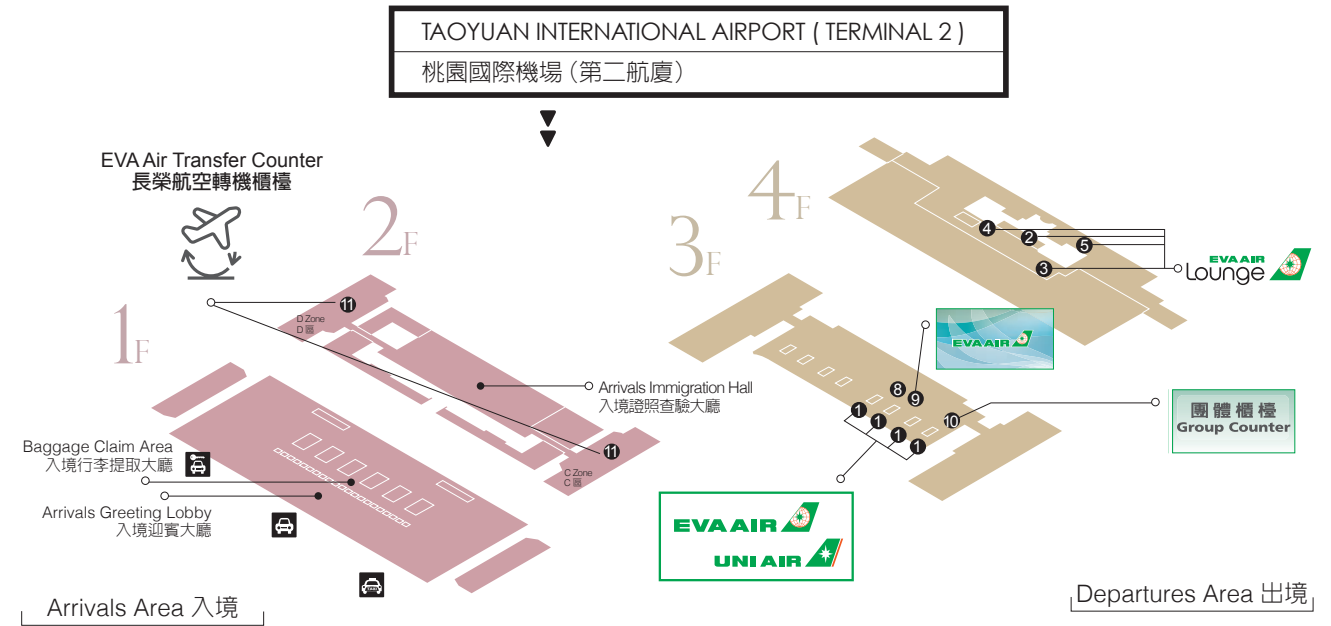 TAOYUAN INTERNATIONAL AIRPORT ( TERMINAL 2 )
桃園國際機場（第二航廈）
EVA Air Transfer Counter
長榮航空轉機櫃檯
1F
2F
3F
4F
4
2
5
3
EVA AIR
Lounge
11
D Zone
D 區
EVA AIR
Arrivals Immigration Hall
入境證照查驗大廳
8
9
1
1
1
1
10
團體櫃檯
Group Counter
11
C Zone
C 區
Baggage Claim Area
入境行李提取大廳
Arrivals Greeting Lobby
入境迎賓大廳
TAXI
EVA AIR
UNI AIR
Arrivals Area 入境
Departures Area 出境